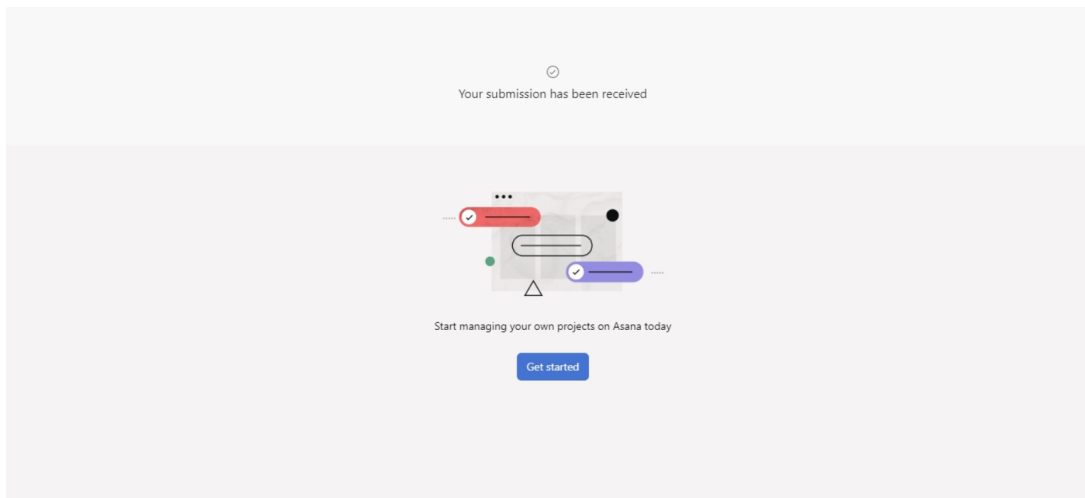 Your submission has been received
Start managing your own projects on Asana today
Get started